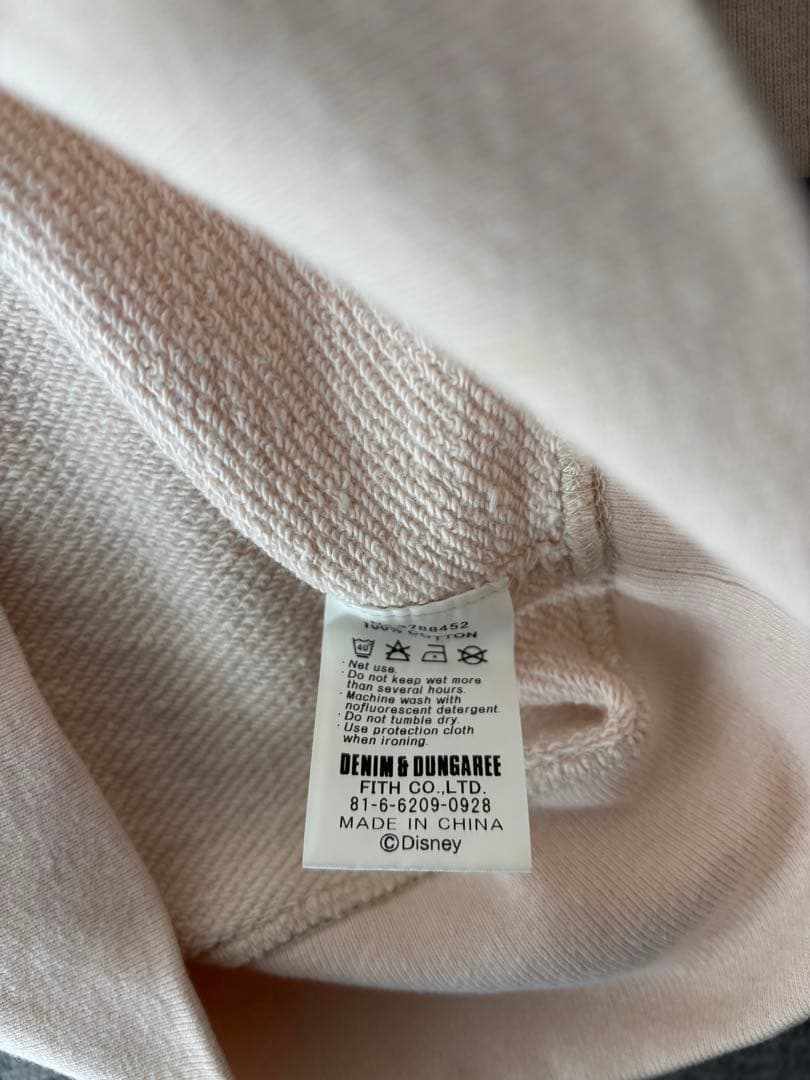 788452
100% COTTON
40
· Net use.
· Do not keep wet more
than several hours.
· Machine wash with
nofluorescent detergent.
· Do not tumble dry.
· Use protection cloth
when ironing.
DENIM & DUNGAREE
FITH CO.,LTD.
81-6-6209-0928
MADE IN CHINA
©Disney